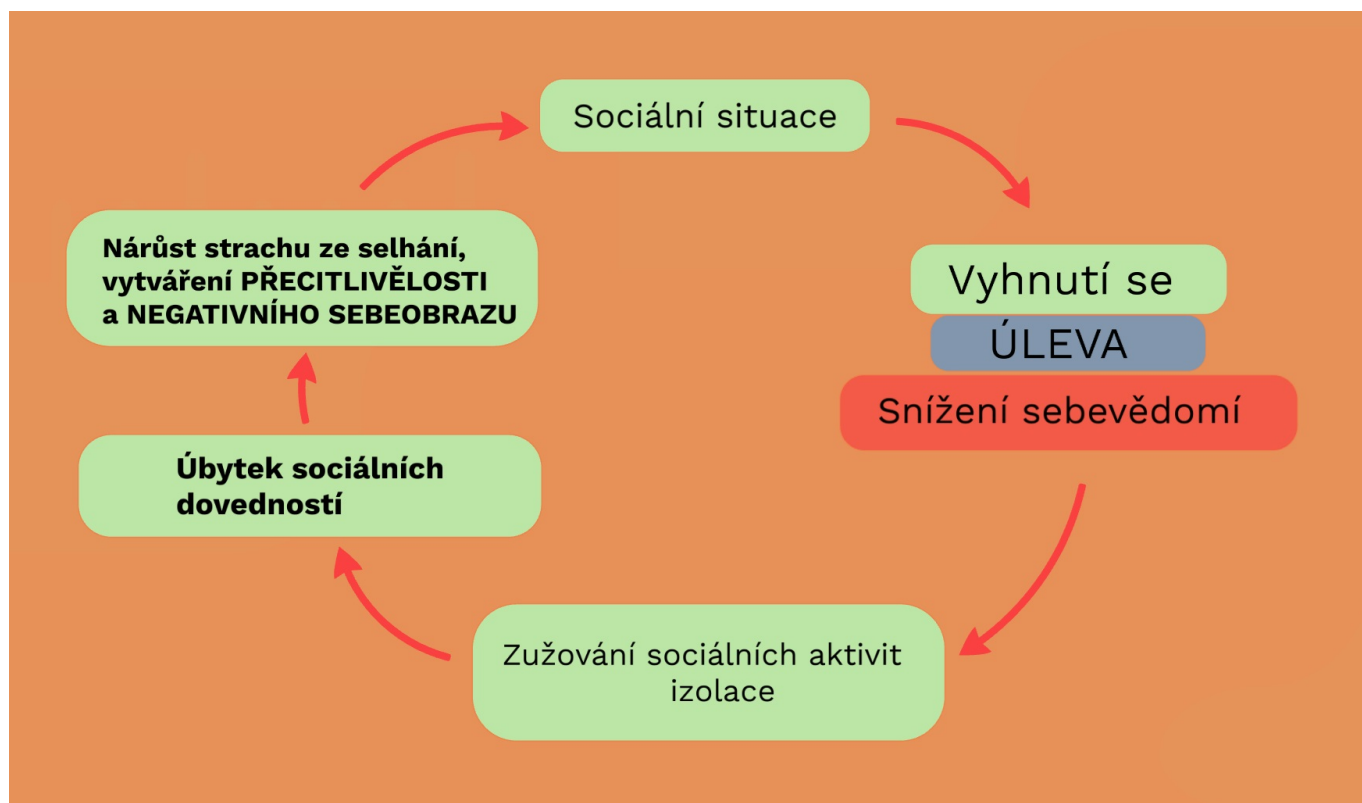 Sociální situace
Vyhnutí se
ÚLEVA
Snížení sebevědomí
Zužování sociálních aktivit
izolace
Úbytek sociálních
dovedností
Nárůst strachu ze selhání,
vytváření PŘECITLIVĚLOSTI
a NEGATIVNÍHO SEBEOBRAZU